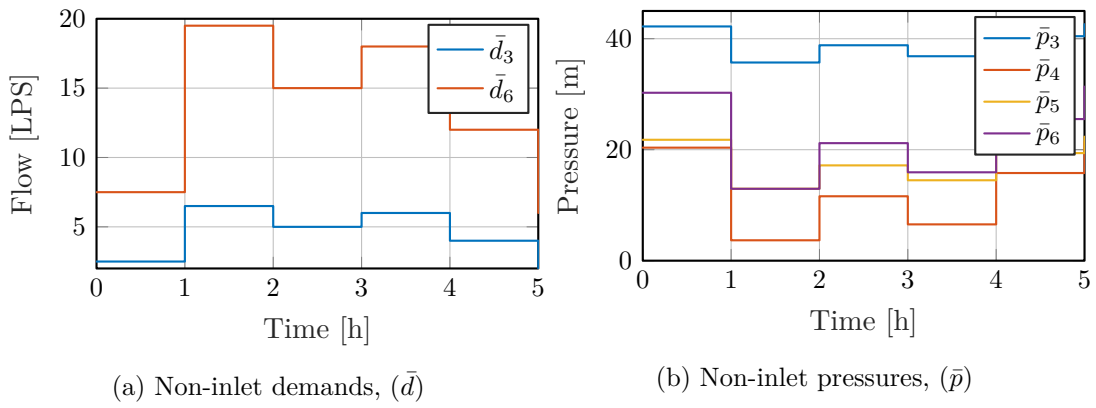 20
15
10
5
0 1 2 3 4 5
Flow [LPS]
Time [h]
d̄₃
d̄₆
(a) Non-inlet demands, (d̄)
40
20
0
0 1 2 3 4 5
Pressure [m]
Time [h]
p̄₃
p̄₄
p̄₅
p̄₆
(b) Non-inlet pressures, (p̄)